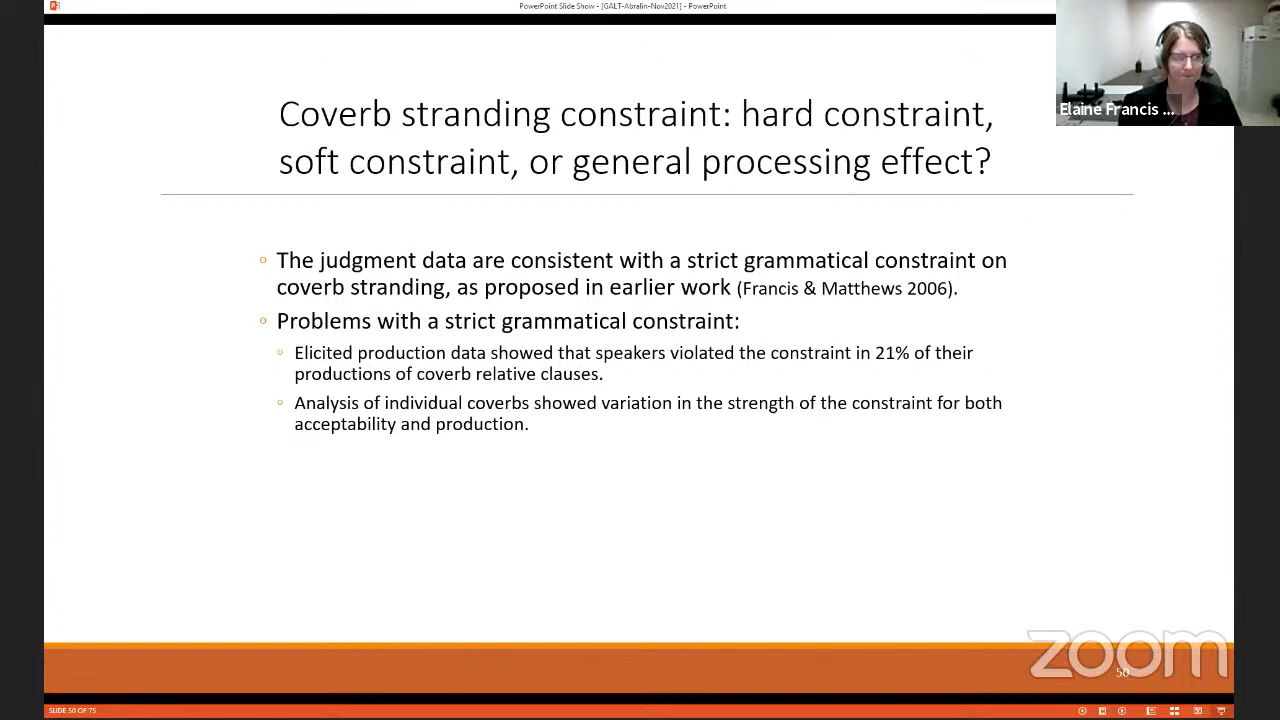 PowerPoint Slide Show - [GALT-Abralin-Nov2021] - PowerPoint
Elaine Francis ...
Coverb stranding constraint: hard constraint,
soft constraint, or general processing effect?
◦ The judgment data are consistent with a strict grammatical constraint on
coverb stranding, as proposed in earlier work (Francis & Matthews 2006).
◦ Problems with a strict grammatical constraint:
◦ Elicited production data showed that speakers violated the constraint in 21% of their
productions of coverb relative clauses.
◦ Analysis of individual coverbs showed variation in the strength of the constraint for both
acceptability and production.
zoom
50
SLIDE 50 OF 75